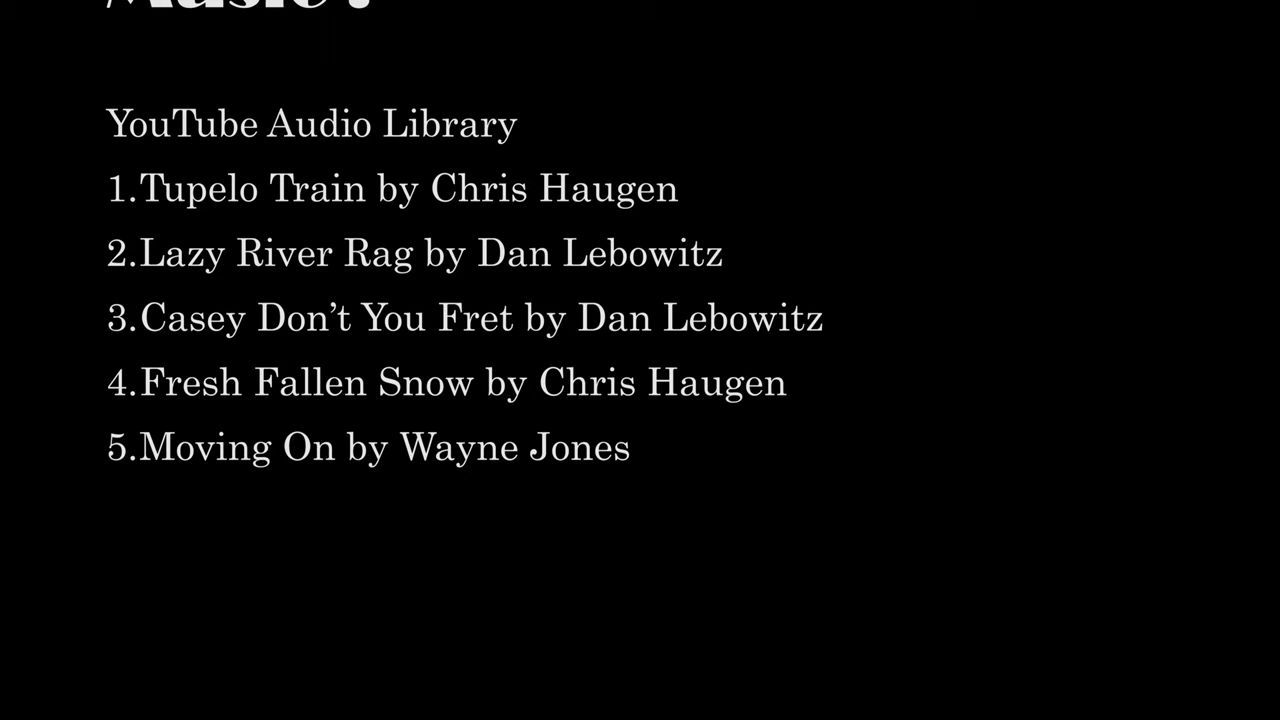 Music:
YouTube Audio Library
1.Tupelo Train by Chris Haugen
2.Lazy River Rag by Dan Lebowitz
3.Casey Don’t You Fret by Dan Lebowitz
4.Fresh Fallen Snow by Chris Haugen
5.Moving On by Wayne Jones